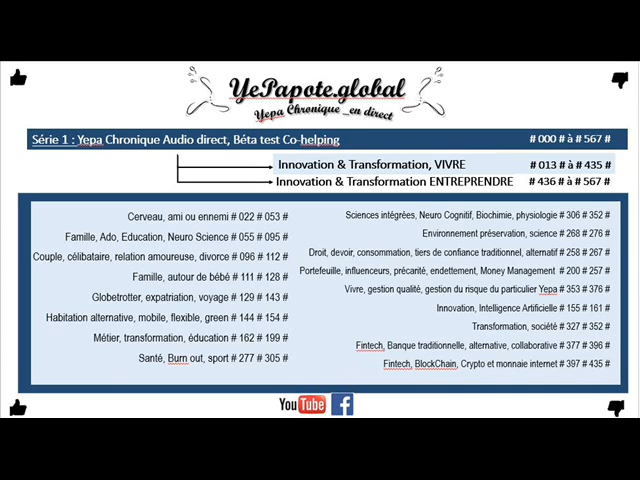 YePapote.global
Yepa Chronique _en direct
Série 1 : Yepa Chronique Audio direct, Béta test Co-helping # 000 # à # 567 #
Innovation & Transformation, VIVRE # 013 # à # 435 #
Innovation & Transformation ENTREPRENDRE # 436 # à # 567 #
Cerveau, ami ou ennemi # 022 # 053 #
Famille, Ado, Education, Neuro Science # 055 # 095 #
Couple, célibataire, relation amoureuse, divorce # 096 # 112 #
Famille, autour de bébé # 111 # 128 #
Globetrotter, expatriation, voyage # 129 # 143 #
Habitation alternative, mobile, flexible, green # 144 # 154 #
Métier, transformation, éducation # 162 # 199 #
Santé, Burn out, sport # 277 # 305 #
Sciences intégrées, Neuro Cognitif, Biochimie, physiologie # 306 # 352 #
Environnement préservation, science # 268 # 276 #
Droit, devoir, consommation, tiers de confiance traditionnel, alternatif # 258 # 267 #
Portefeuille, influenceurs, précarité, endettement, Money Management # 200 # 257 #
Vivre, gestion qualité, gestion du risque du particulier Yepa # 353 # 376 #
Innovation, Intelligence Artificielle # 155 # 161 #
Transformation, société # 327 # 352 #
Fintech, Banque traditionnelle, alternative, collaborative # 377 # 396 #
Fintech, BlockChain, Crypto et monnaie internet # 397 # 435 #
YouTube f